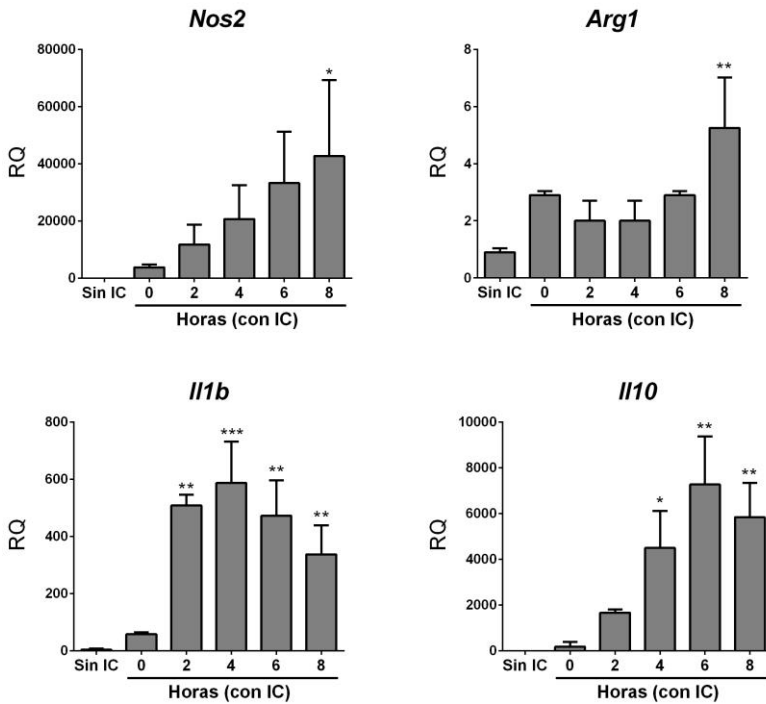 Nos2
80000
60000
40000
20000
0
RQ
*
Sin IC 0 2 4 6 8
Horas (con IC)
Arg1
8
6
4
2
0
RQ
**
Sin IC 0 2 4 6 8
Horas (con IC)
Il1b
800
600
400
200
0
RQ
** *** ** **
Sin IC 0 2 4 6 8
Horas (con IC)
Il10
10000
8000
6000
4000
2000
0
RQ
* ** **
Sin IC 0 2 4 6 8
Horas (con IC)